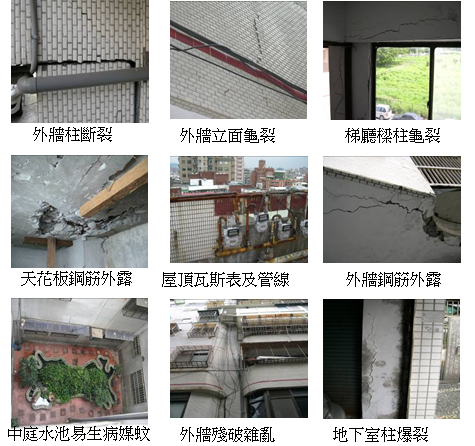 外牆柱斷裂
外牆立面龜裂
梯廳樑柱龜裂
天花板鋼筋外露
屋頂瓦斯表及管線
外牆鋼筋外露
中庭水池易生病媒蚊
外牆殘破雜亂
地下室柱爆裂